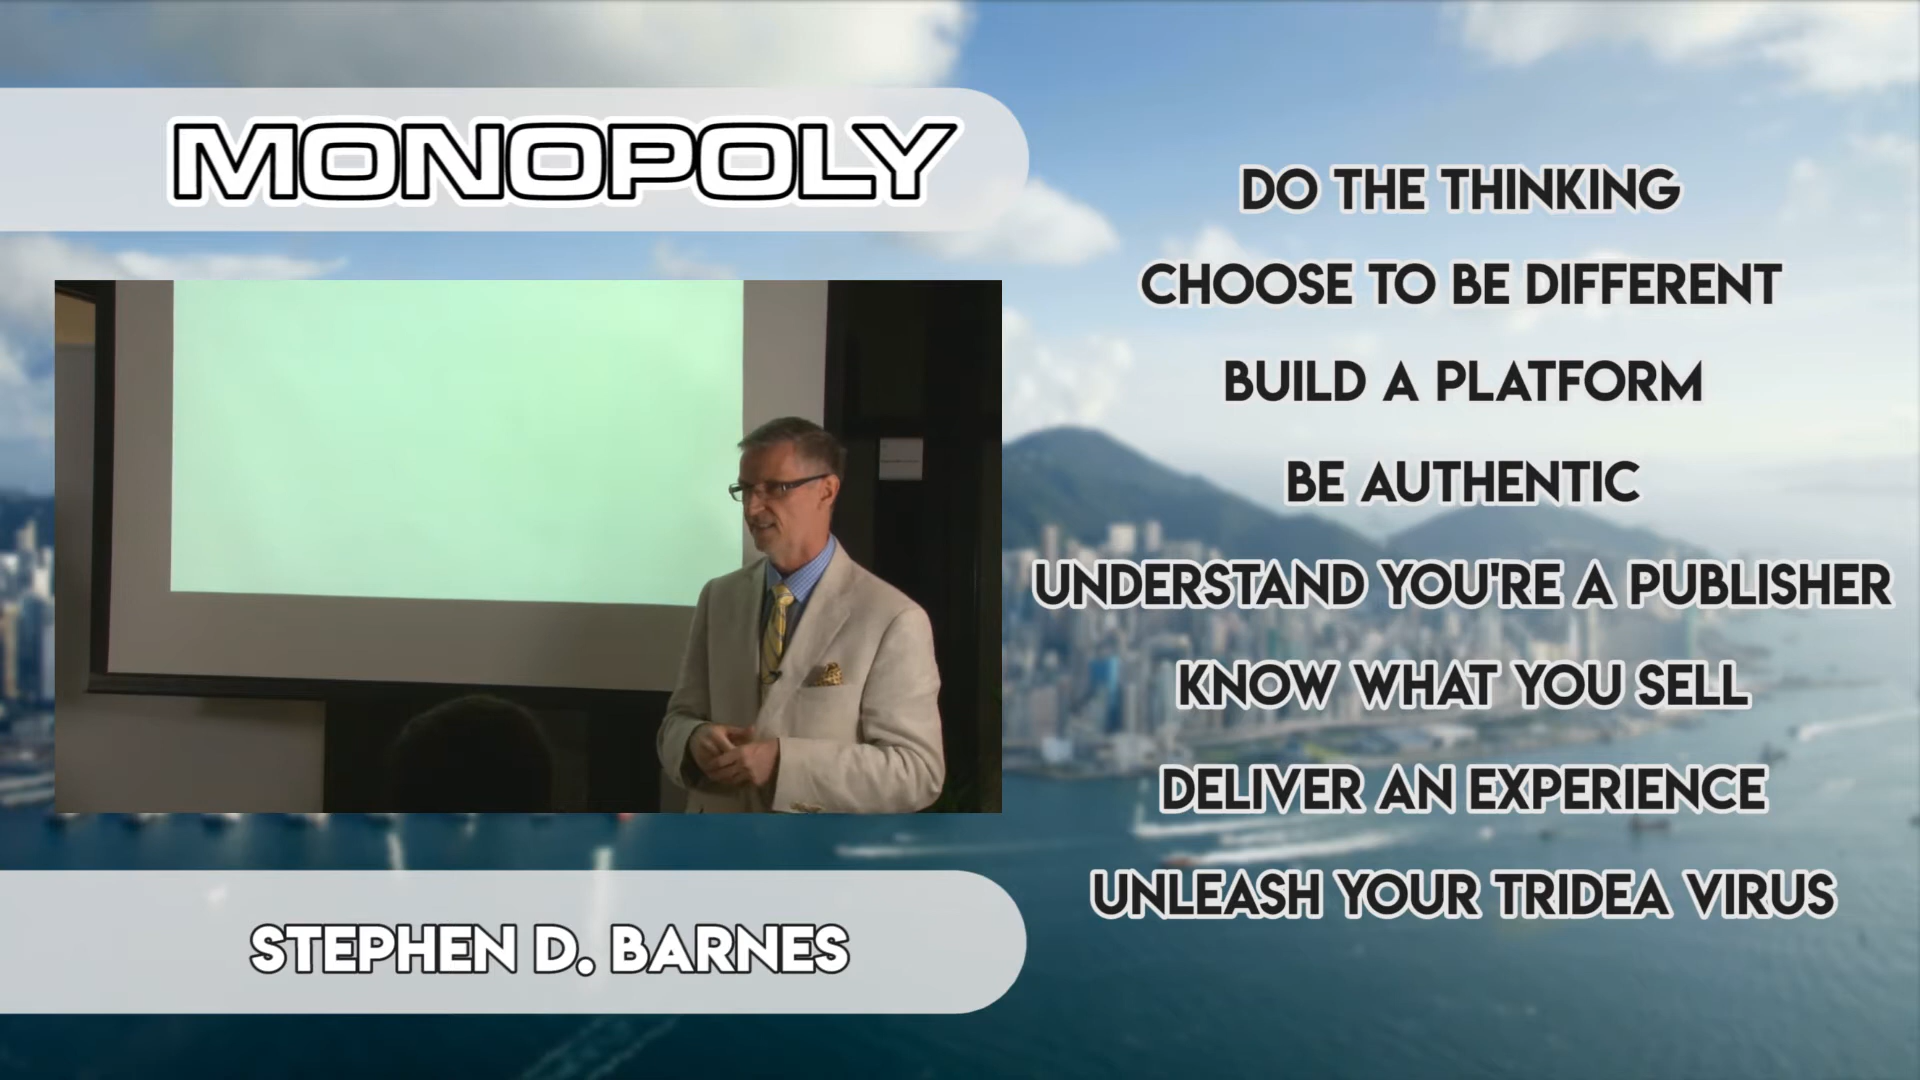 MONOPOLY
DO THE THINKING
CHOOSE TO BE DIFFERENT
BUILD A PLATFORM
BE AUTHENTIC
UNDERSTAND YOU'RE A PUBLISHER
KNOW WHAT YOU SELL
DELIVER AN EXPERIENCE
UNLEASH YOUR TRIDEA VIRUS
STEPHEN D. BARNES